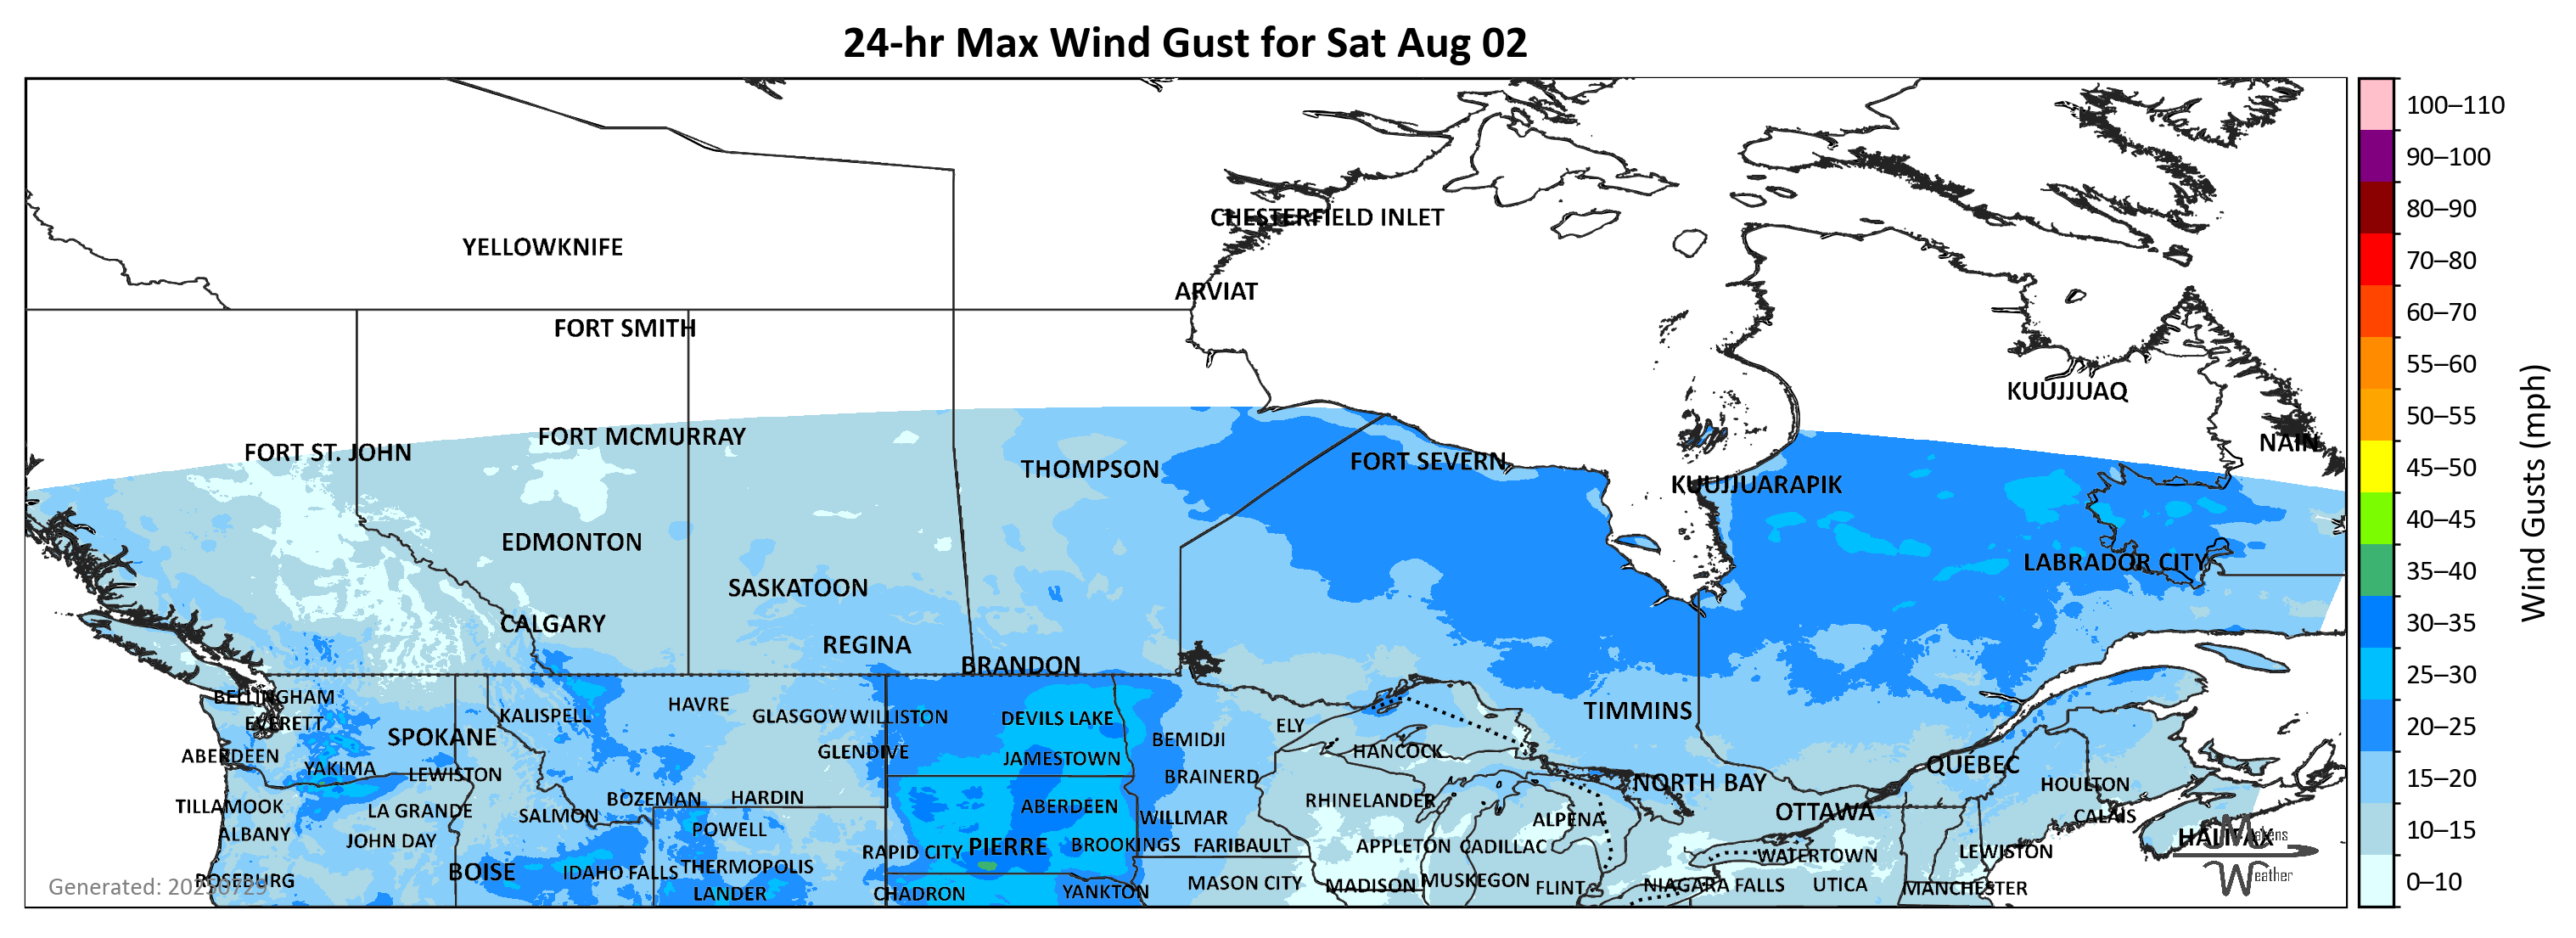 24-hr Max Wind Gust for Sat Aug 02
100–110
90–100
80–90
70–80
60–70
55–60
50–55
45–50
40–45
35–40
30–35
25–30
20–25
15–20
10–15
0–10
Wind Gusts (mph)
CHESTERFIELD INLET
YELLOWKNIFE
ARVIAT
FORT SMITH
KUUJJUAQ
FORT MCMURRAY
NAIN
FORT ST. JOHN
FORT SEVERN
THOMPSON
KUUJJUARAPIK
EDMONTON
LABRADOR CITY
SASKATOON
CALGARY
REGINA
BRANDON
BELLINGHAM
HAVRE
TIMMINS
KALISPELL
GLASGOW WILLISTON
DEVILS LAKE
EVERETT
ELY
SPOKANE
BEMIDJI
HANCOCK
ABERDEEN
GLENDIVE
JAMESTOWN
QUÉBEC
YAKIMA
LEWISTON
BRAINERD
NORTH BAY
HOULTON
BOZEMAN
HARDIN
RHINELANDER
TILLAMOOK
LA GRANDE
SALMON
ABERDEEN
WILLMAR
ALPENA
OTTAWA
CALAIS
ALBANY
JOHN DAY
POWELL
HALIFAX
Makens
Weather
RAPID CITY
PIERRE
BROOKINGS
FARIBAULT
APPLETON
CADILLAC
WATERTOWN
LEWISTON
BOISE
IDAHO FALLS
THERMOPOLIS
ROSEBURG
LANDER
CHADRON
YANKTON
MASON CITY
MADISON
MUSKEGON
FLINT
NIAGARA FALLS
UTICA
MANCHESTER
Generated: 20250729